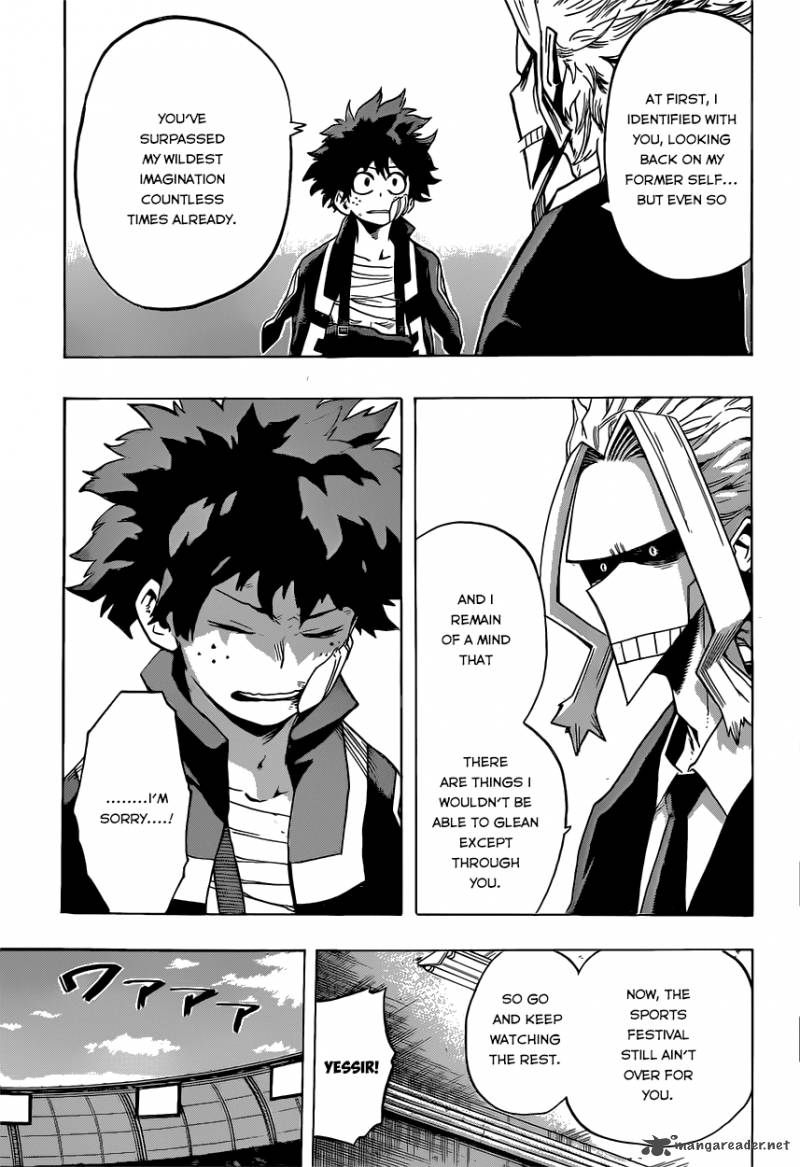 AT FIRST, I
IDENTIFIED WITH
YOU, LOOKING
BACK ON MY
FORMER SELF...
BUT EVEN SO
YOU'VE
SURPASSED
MY WILDEST
IMAGINATION
COUNTLESS
TIMES ALREADY.
AND I
REMAIN
OF A MIND
THAT
THERE
ARE THINGS I
WOULDN'T BE
ABLE TO GLEAN
EXCEPT
THROUGH
YOU.
........I'M
SORRY....!
NOW, THE
SPORTS
FESTIVAL
STILL AIN'T
OVER FOR
YOU.
SO GO
AND KEEP
WATCHING
THE REST.
YESSIR!
ワアアア
mangareader.net